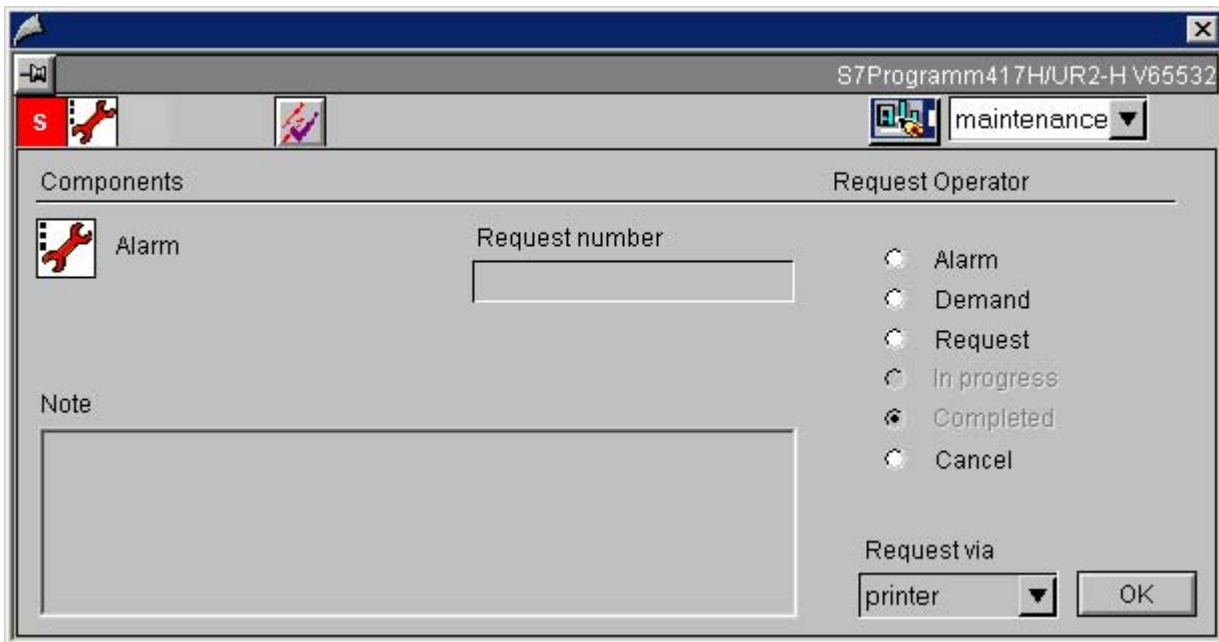 S7Programm417H/UR2-H V65532
S
maintenance
Components
Request Operator
Alarm
Request number
Alarm
Demand
Request
In progress
Completed
Cancel
Note
Request via
printer
OK